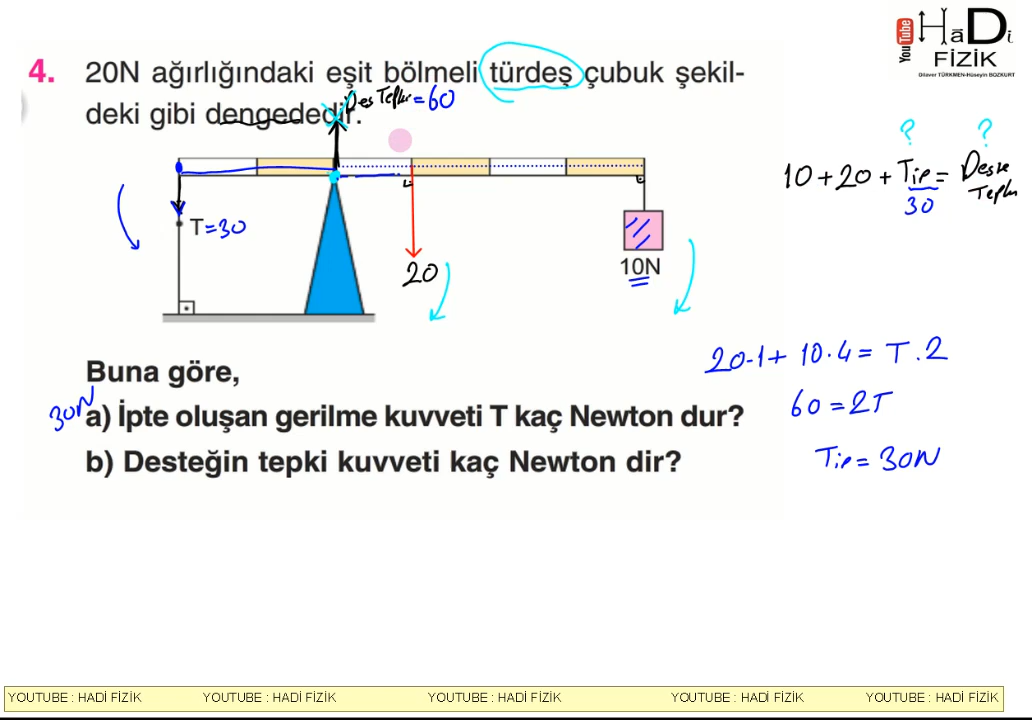 YouTube HāDi
FİZİK
Dilaver TÜRKMEN-Hüseyin BOZKURT
4. 20N ağırlığındaki eşit bölmeli türdeş çubuk şekil-
deki gibi dengededir.
Des Tepki = 60
? ?
10 + 20 + Tip = Deste
Tepki
30
T=30
20
10N
20.1 + 10.4 = T.2
60 = 2T
Tip = 30N
Buna göre,
30N
a) İpte oluşan gerilme kuvveti T kaç Newton dur?
b) Desteğin tepki kuvveti kaç Newton dir?
YOUTUBE : HADİ FİZİK YOUTUBE : HADİ FİZİK YOUTUBE : HADİ FİZİK YOUTUBE : HADİ FİZİK YOUTUBE : HADİ FİZİK